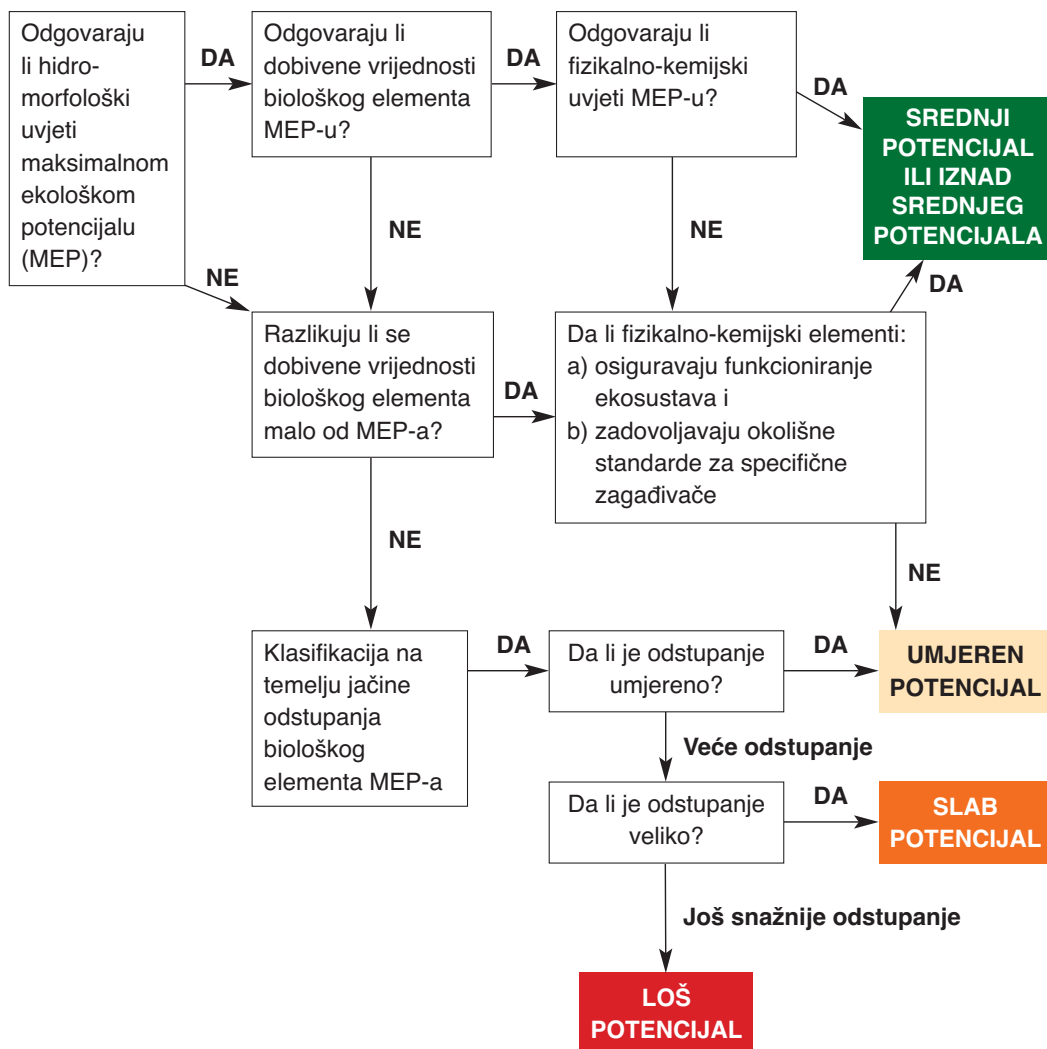 Odgovaraju
li hidro-
morfološki
uvjeti
maksimalnom
ekološkom
potencijalu
(MEP)?
DA
Odgovaraju li
dobivene vrijednosti
biološkog elementa
MEP-u?
DA
Odgovaraju li
fizikalno-kemijski
uvjeti MEP-u?
DA
SREDNJI
POTENCIJAL
ILI IZNAD
SREDNJEG
POTENCIJALA
NE
NE
NE
DA
Razlikuju li se
dobivene vrijednosti
biološkog elementa
malo od MEP-a?
DA
Da li fizikalno-kemijski elementi:
a) osiguravaju funkcioniranje
ekosustava i
b) zadovoljavaju okolišne
standarde za specifične
zagađivače
NE
NE
Klasifikacija na
temelju jačine
odstupanja
biološkog
elementa MEP-a
DA
Da li je odstupanje
umjereno?
DA
UMJEREN
POTENCIJAL
Veće odstupanje
Da li je odstupanje
veliko?
DA
SLAB
POTENCIJAL
Još snažnije odstupanje
LOŠ
POTENCIJAL